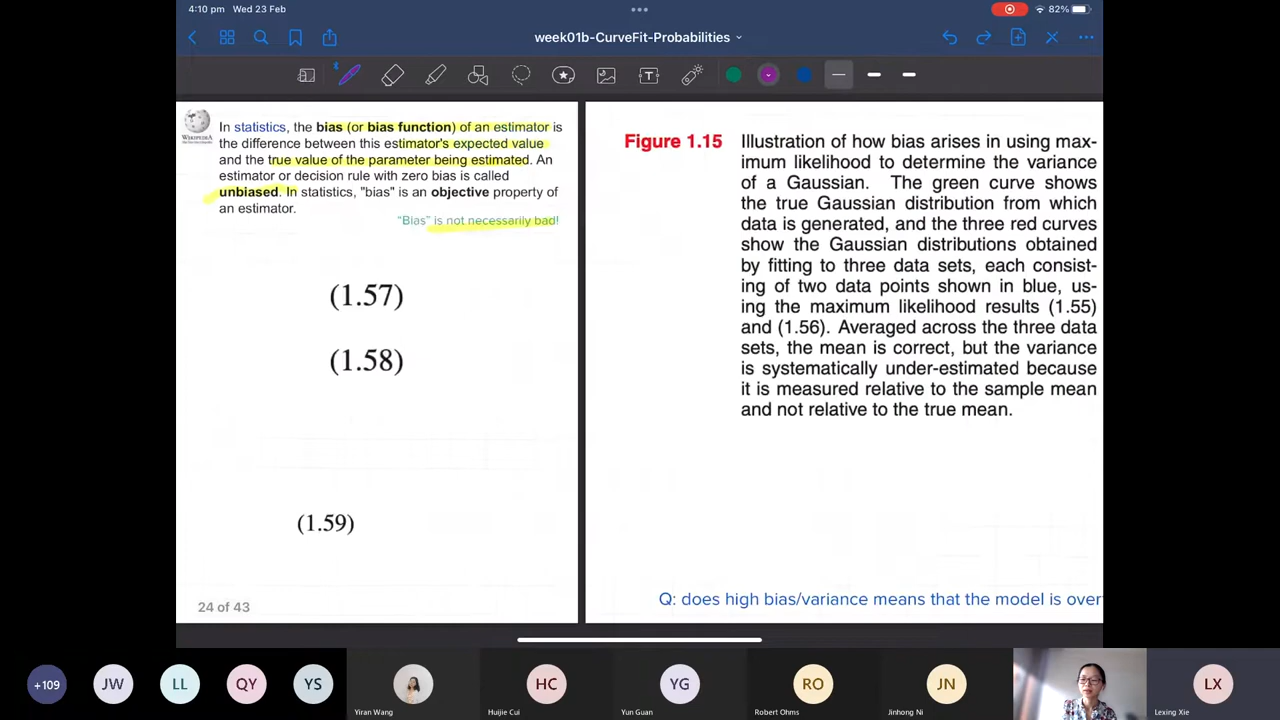 4:10 pm Wed 23 Feb
82%
week01b-CurveFit-Probabilities
T
WIKIPEDIA
In statistics, the bias (or bias function) of an estimator is
the difference between this estimator's expected value
and the true value of the parameter being estimated. An
estimator or decision rule with zero bias is called
unbiased. In statistics, "bias" is an objective property of
an estimator.
"Bias" is not necessarily bad!
(1.57)
(1.58)
(1.59)
24 of 43
Figure 1.15
Illustration of how bias arises in using max-
imum likelihood to determine the variance
of a Gaussian. The green curve shows
the true Gaussian distribution from which
data is generated, and the three red curves
show the Gaussian distributions obtained
by fitting to three data sets, each consist-
ing of two data points shown in blue, us-
ing the maximum likelihood results (1.55)
and (1.56). Averaged across the three data
sets, the mean is correct, but the variance
is systematically under-estimated because
it is measured relative to the sample mean
and not relative to the true mean.
Q: does high bias/variance means that the model is over
+109
JW
LL
QY
YS
Yiran Wang
HC
Huijie Cui
YG
Yun Guan
RO
Robert Ohms
JN
Jinhong Ni
LX
Lexing Xie